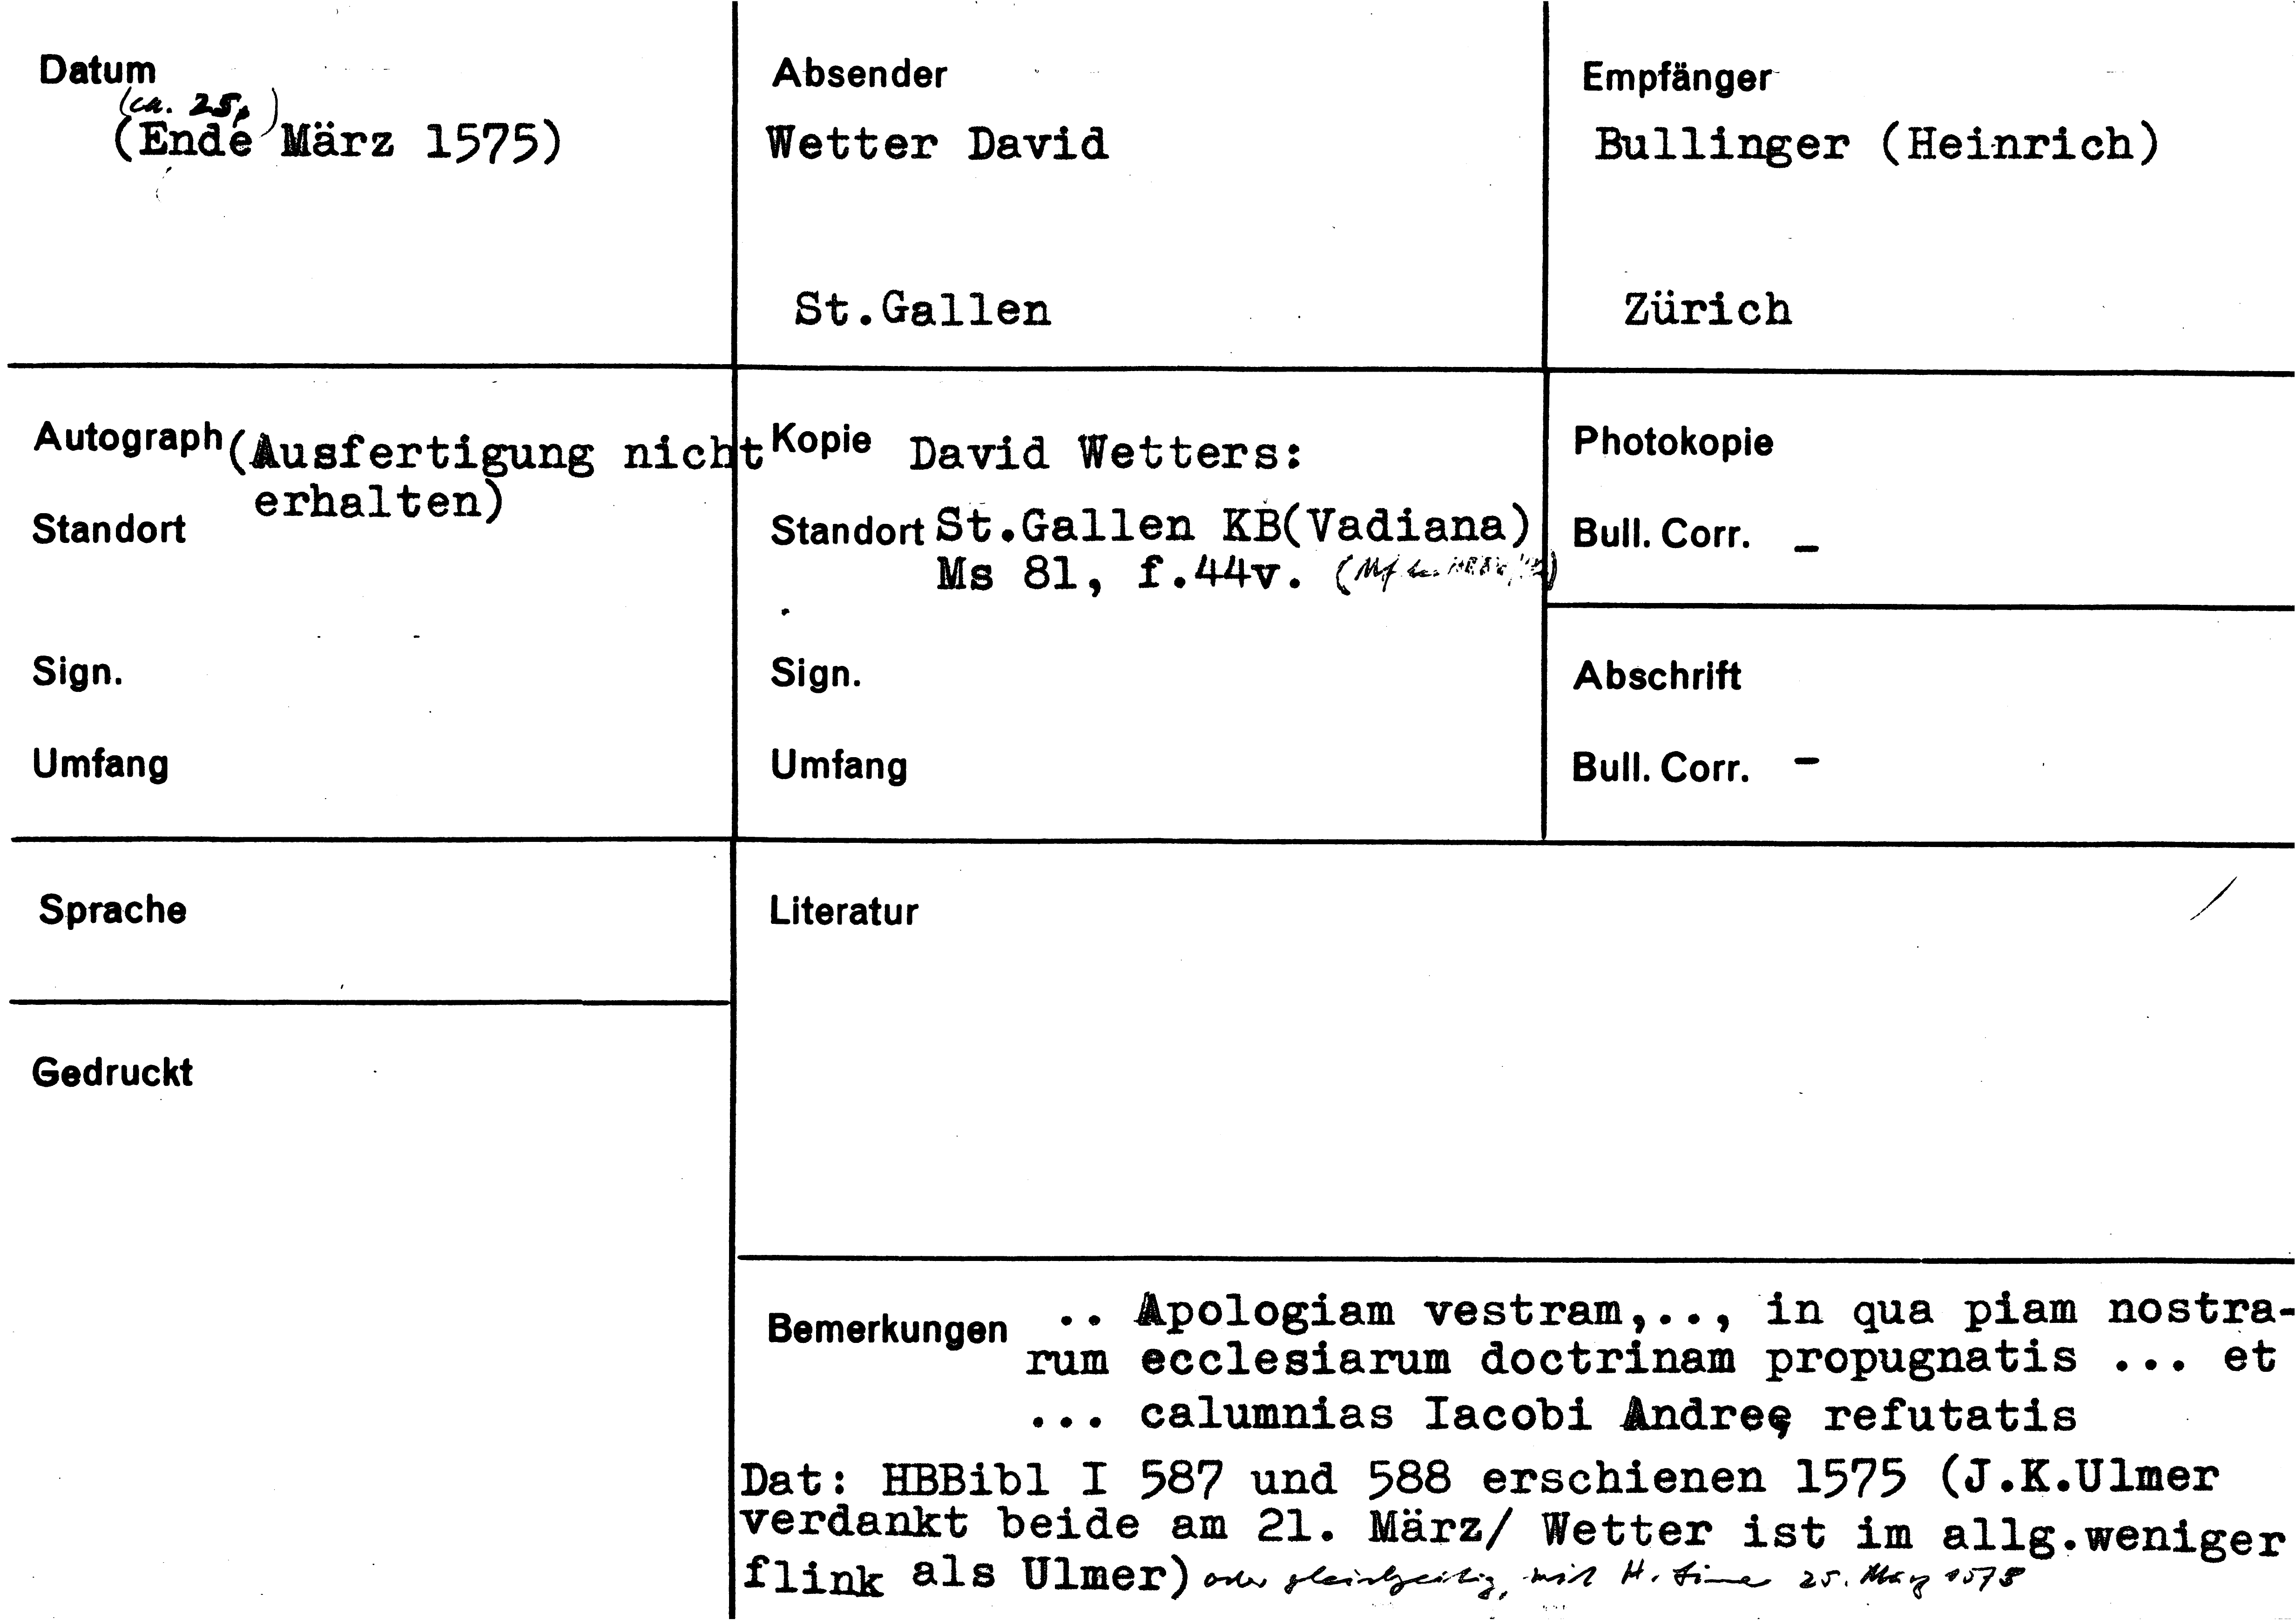 Datum
(ca. 25.)
(Ende März 1575)
Absender
Wetter David
St.Gallen
Empfänger
Bullinger (Heinrich)
Zürich
Autograph (Ausfertigung nicht
erhalten)
Standort
Sign.
Umfang
Kopie David Wetters:
Standort St.Gallen KB(Vadiana)
Ms 81, f.44v. (Mf
Sign.
Umfang
Photokopie
Bull. Corr. –
Abschrift
Bull. Corr. –
Sprache
Literatur
Gedruckt
Bemerkungen .. Apologiam vestram,.., in qua piam nostra-
rum ecclesiarum doctrinam propugnatis ... et
... calumnias Iacobi Andreę refutatis
Dat: HBBibl I 587 und 588 erschienen 1575 (J.K.Ulmer
verdankt beide am 21. März/ Wetter ist im allg.weniger
flink als Ulmer) oder gleichzeitig, mit H. 25. März 1575